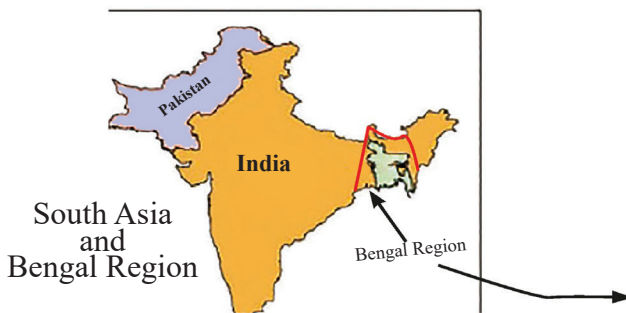 Pakistan
India
South Asia
and
Bengal Region
Bengal Region